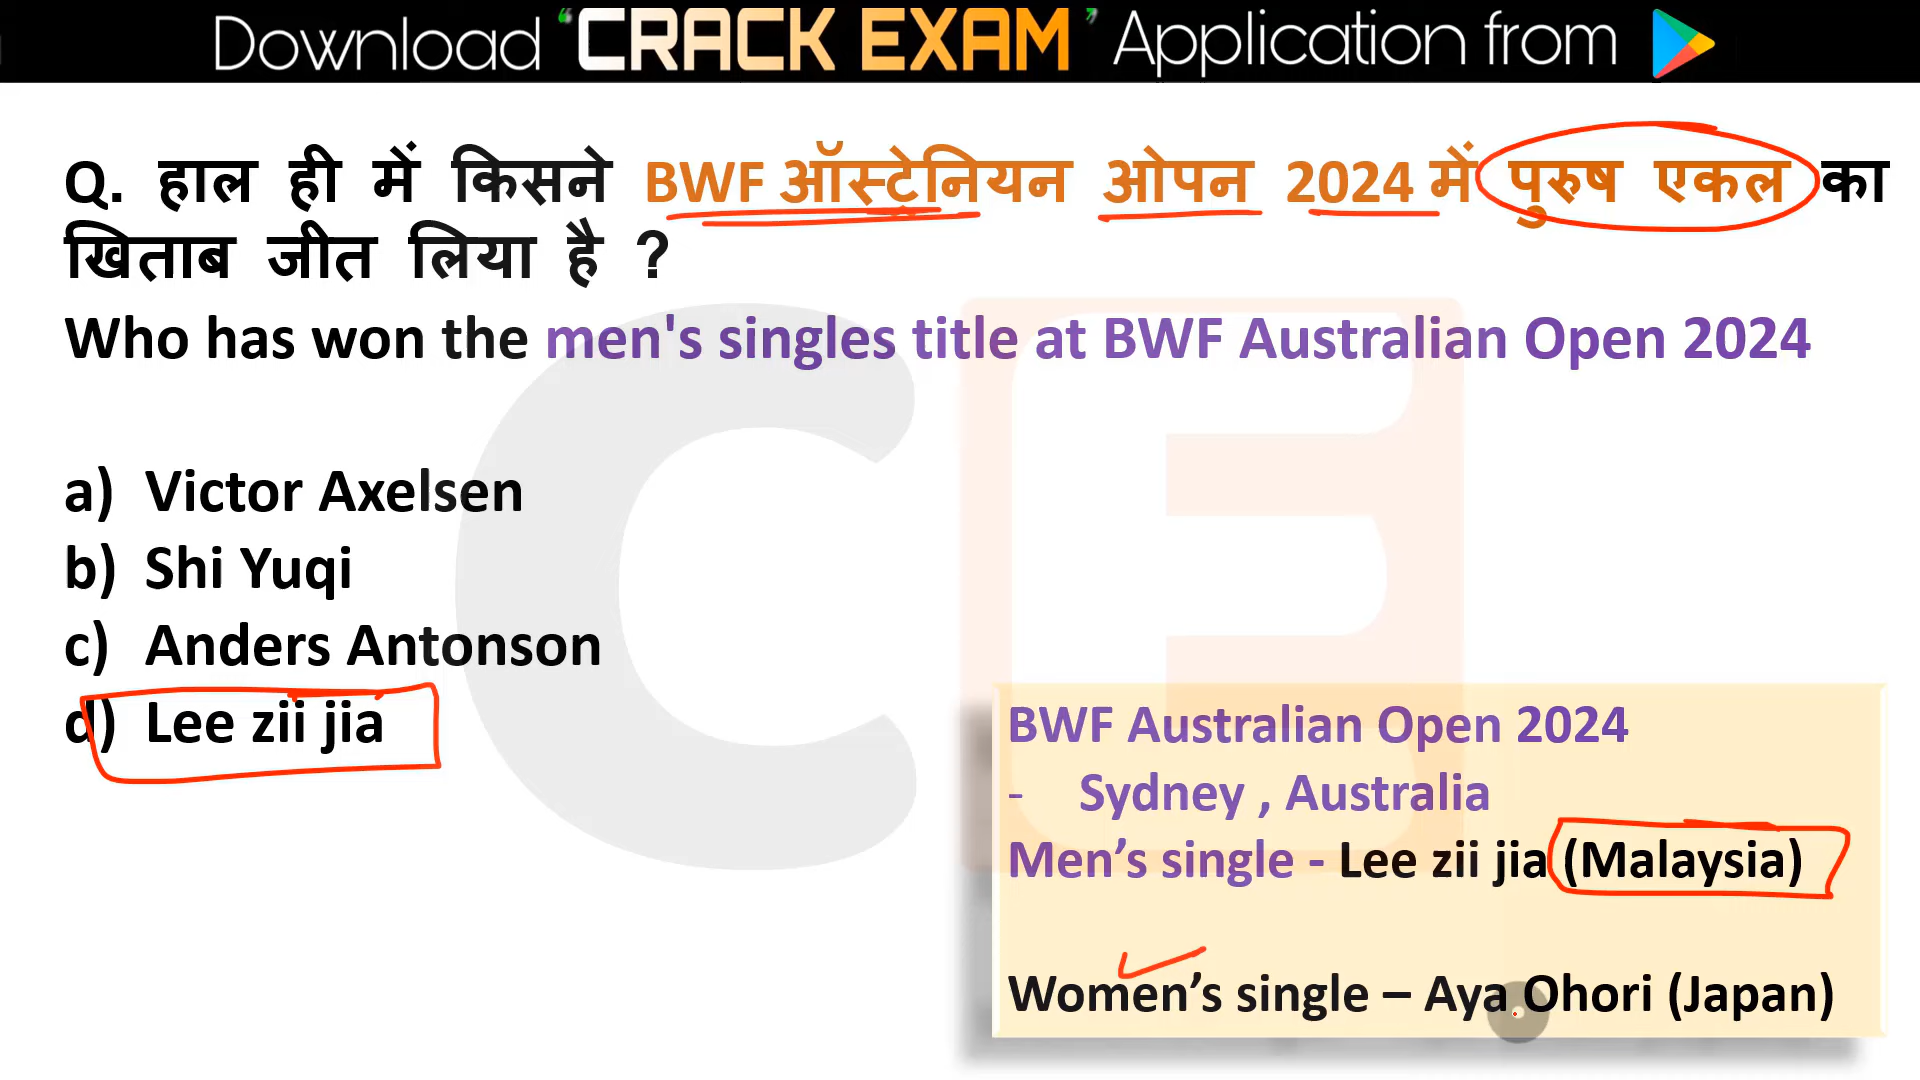 Download “CRACK EXAM” Application from
Q. हाल ही में किसने BWF ऑस्टेनियन ओपन 2024 में पुरुष एकल का
खिताब जीत लिया है ?
Who has won the men's singles title at BWF Australian Open 2024
a) Victor Axelsen
b) Shi Yuqi
c) Anders Antonson
d) Lee zii jia
BWF Australian Open 2024
- Sydney , Australia
Men’s single - Lee zii jia (Malaysia)
Women’s single – Aya Ohori (Japan)
CE